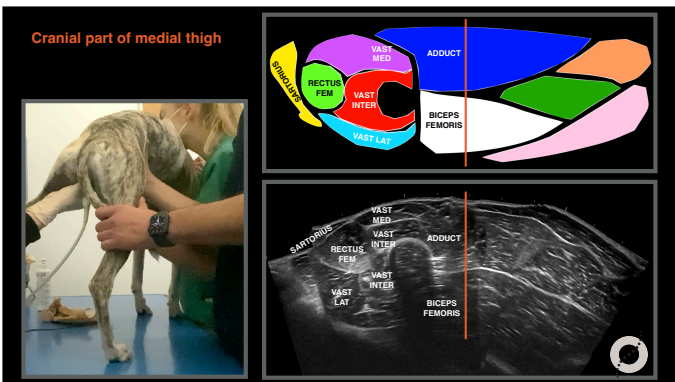 Cranial part of medial thigh
SARTORIUS
VAST
MED
ADDUCT
RECTUS
FEM
VAST
INTER
BICEPS
FEMORIS
VAST LAT
SARTORIUS
VAST
MED
VAST
INTER
ADDUCT
RECTUS
FEM
VAST
INTER
VAST
LAT
BICEPS
FEMORIS